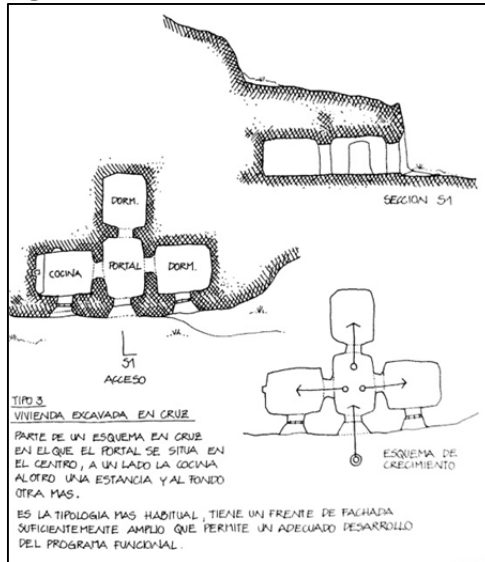 SECCION S1
DORM.
COCINA
PORTAL
DORM.
S1
ACCESO
TIPO 3
VIVIENDA EXCAVADA EN CRUZ
PARTE DE UN ESQUEMA EN CRUZ
EN EL QUE EL PORTAL SE SITUA EN
EL CENTRO, A UN LADO LA COCINA
AL OTRO UNA ESTANCIA Y AL FONDO
OTRA MAS.
ESQUEMA DE
CRECIMIENTO
ES LA TIPOLOGIA MAS HABITUAL, TIENE UN FRENTE DE FACHADA
SUFICIENTEMENTE AMPLIO QUE PERMITE UN ADECUADO DESARROLLO
DEL PROGRAMA FUNCIONAL.